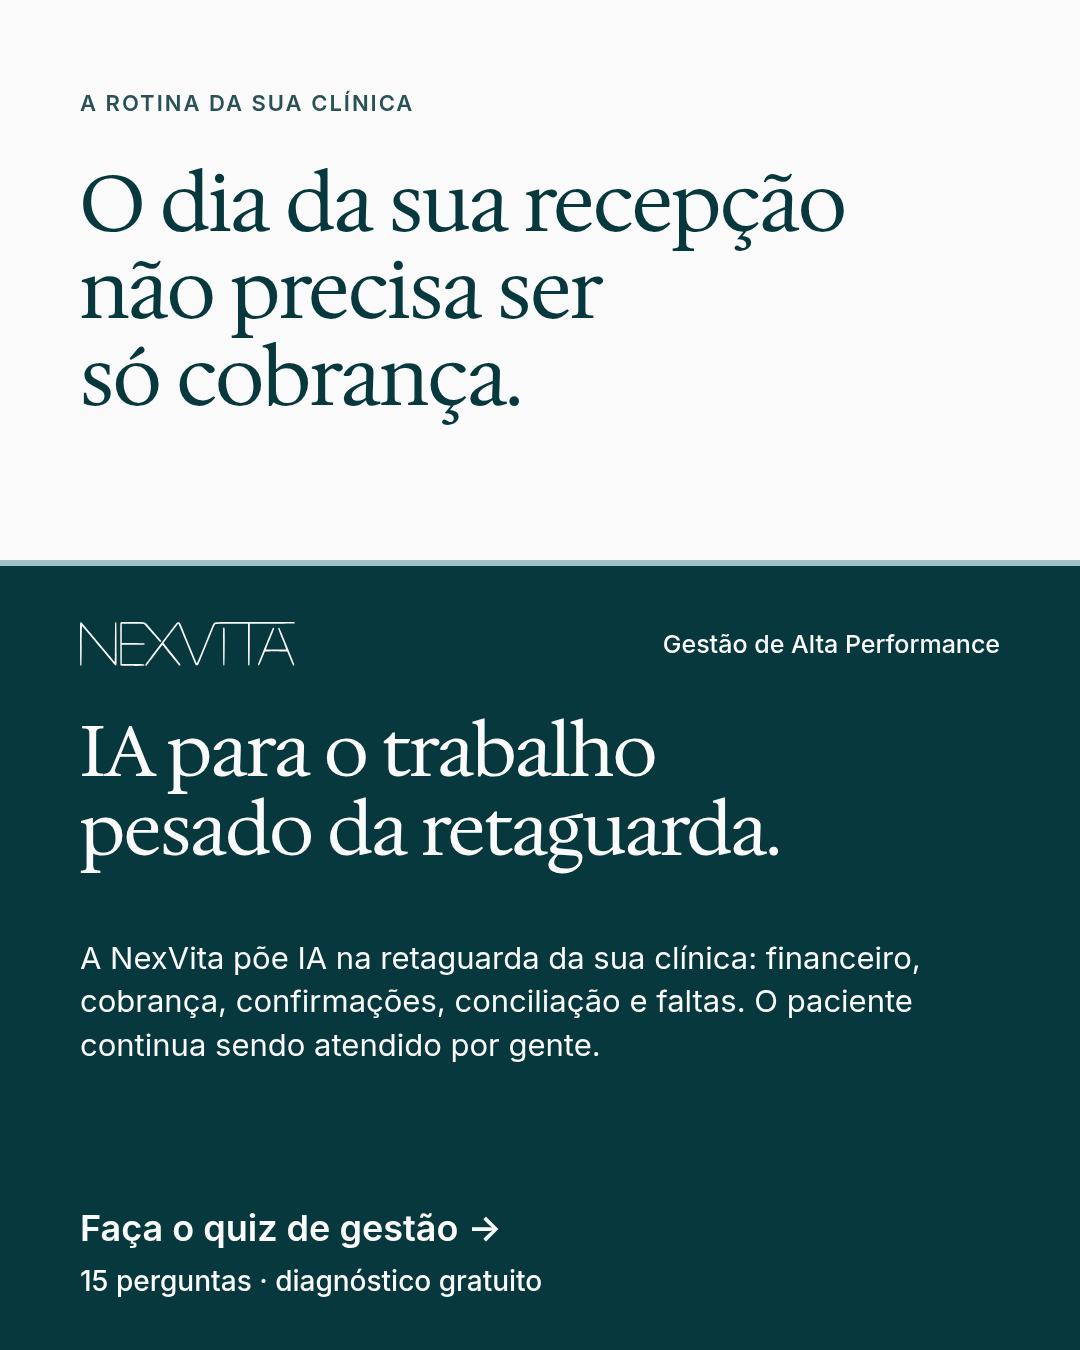 A ROTINA DA SUA CLÍNICA
O dia da sua recepção
não precisa ser
só cobrança.
NEXVITA
Gestão de Alta Performance
IA para o trabalho
pesado da retaguarda.
A NexVita põe IA na retaguarda da sua clínica: financeiro,
cobrança, confirmações, conciliação e faltas. O paciente
continua sendo atendido por gente.
Faça o quiz de gestão →
15 perguntas · diagnóstico gratuito